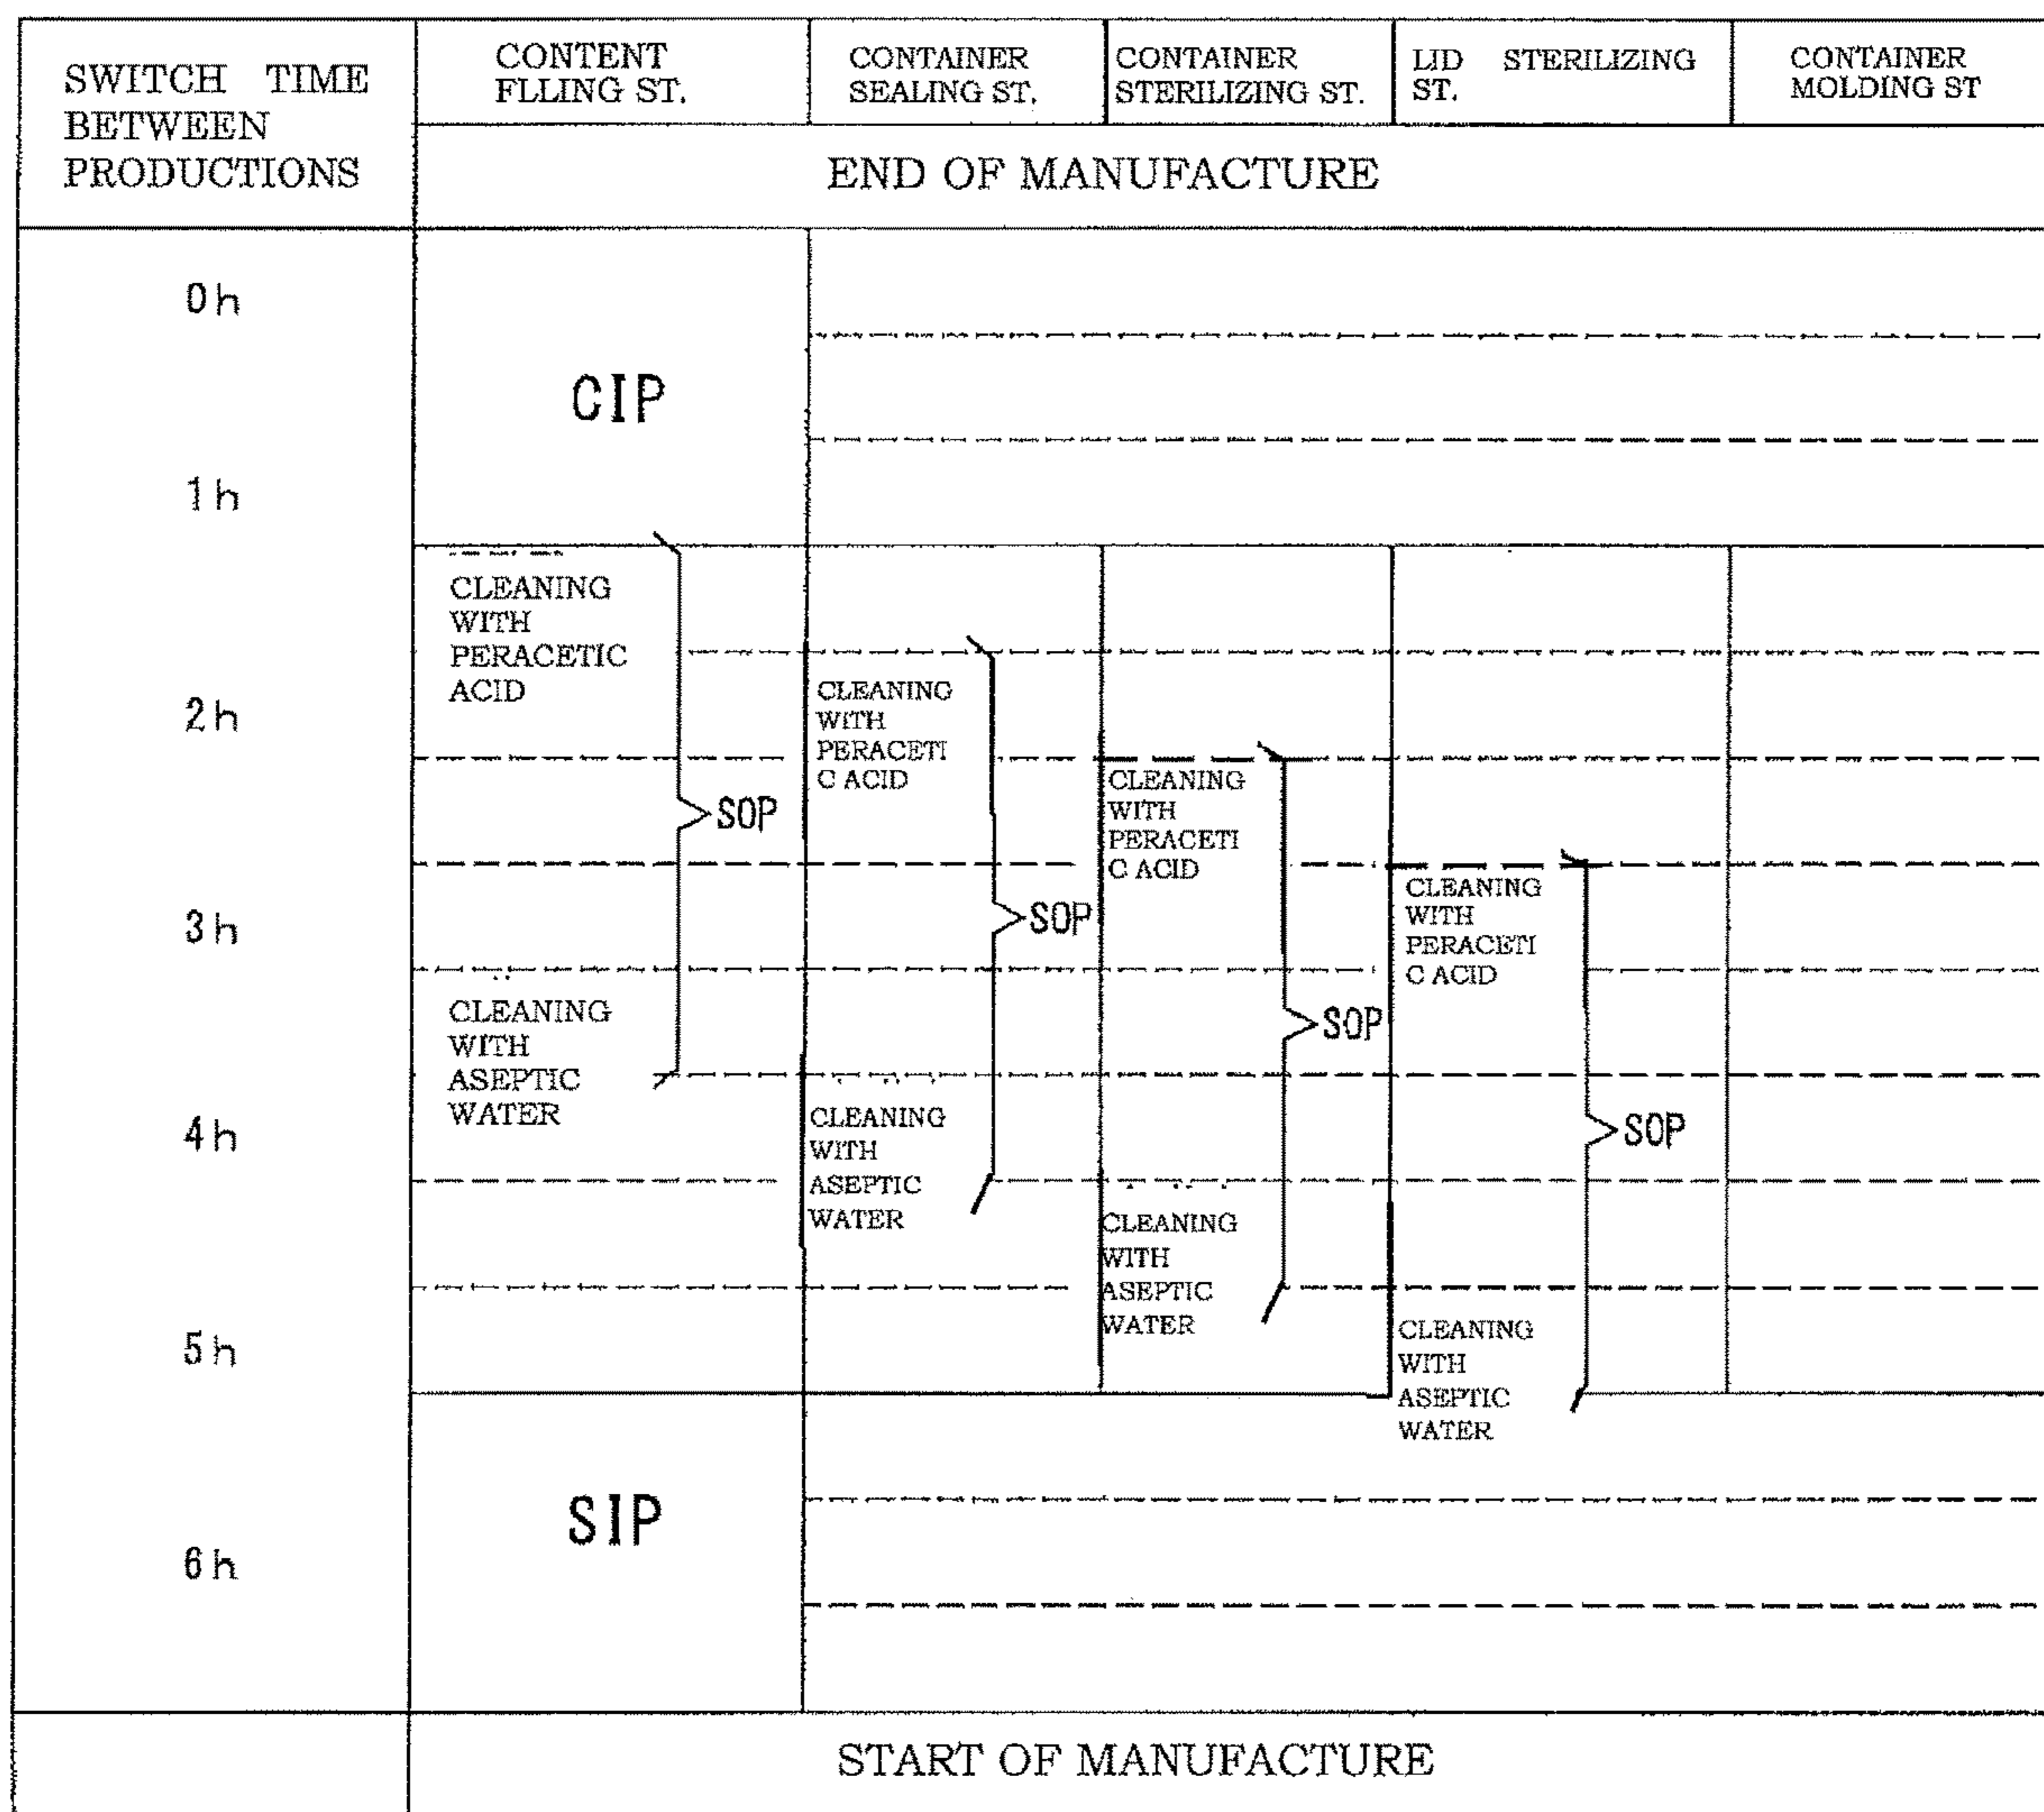 SWITCH TIME
BETWEEN
PRODUCTIONS
CONTENT
FLLING ST.
CONTAINER
SEALING ST.
CONTAINER
STERILIZING ST.
LID STERILIZING
ST.
CONTAINER
MOLDING ST
END OF MANUFACTURE
0h
CIP
1h
CLEANING
WITH
PERACETIC
ACID
2h
CLEANING
WITH
PERACETI
C ACID
CLEANING
WITH
PERACETI
C ACID
SOP
CLEANING
WITH
PERACETI
C ACID
3h
SOP
CLEANING
WITH
ASEPTIC
WATER
SOP
4h
CLEANING
WITH
ASEPTIC
WATER
SOP
CLEANING
WITH
ASEPTIC
WATER
5h
CLEANING
WITH
ASEPTIC
WATER
SIP
6h
START OF MANUFACTURE